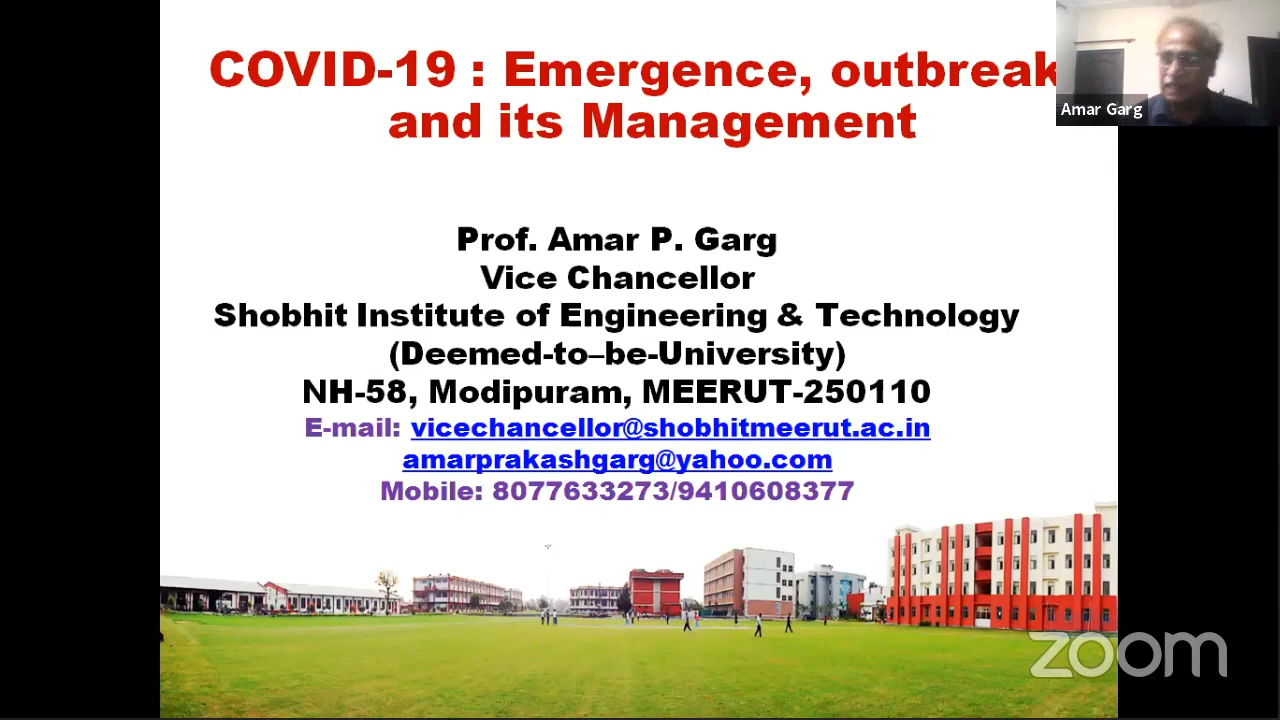 COVID-19 : Emergence, outbreak
and its Management
Amar Garg
Prof. Amar P. Garg
Vice Chancellor
Shobhit Institute of Engineering & Technology
(Deemed-to–be-University)
NH-58, Modipuram, MEERUT-250110
E-mail: vicechancellor@shobhitmeerut.ac.in
amarprakashgarg@yahoo.com
Mobile: 8077633273/9410608377
zoom